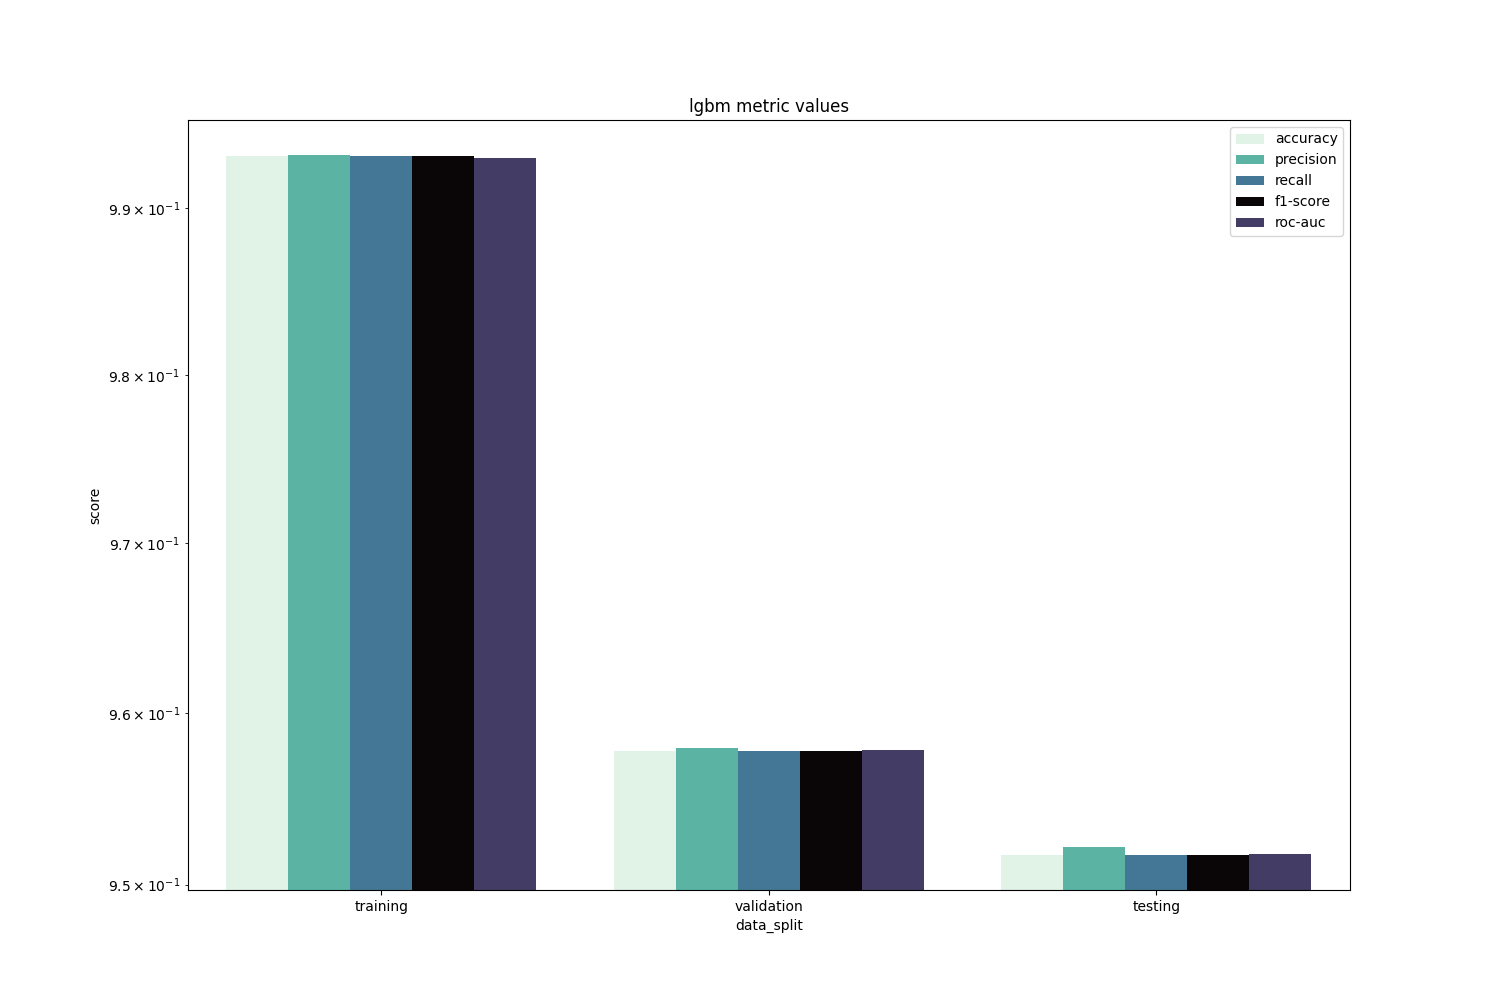 lgbm metric values
accuracy
precision
recall
f1-score
roc-auc
9.9 × 10⁻¹
9.8 × 10⁻¹
9.7 × 10⁻¹
9.6 × 10⁻¹
9.5 × 10⁻¹
score
training
validation
testing
data_split